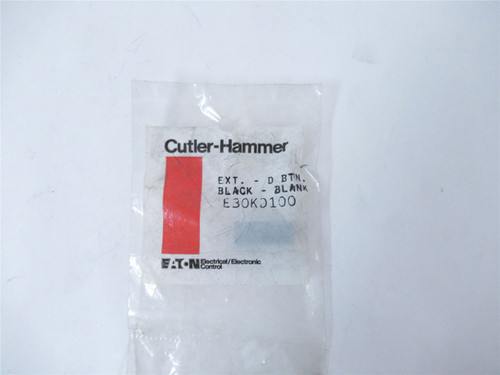 Cutler-Hammer
EXT. - D BTN.
BLACK - BLANK
E30KD100
EATON Electrical/Electronic
Control